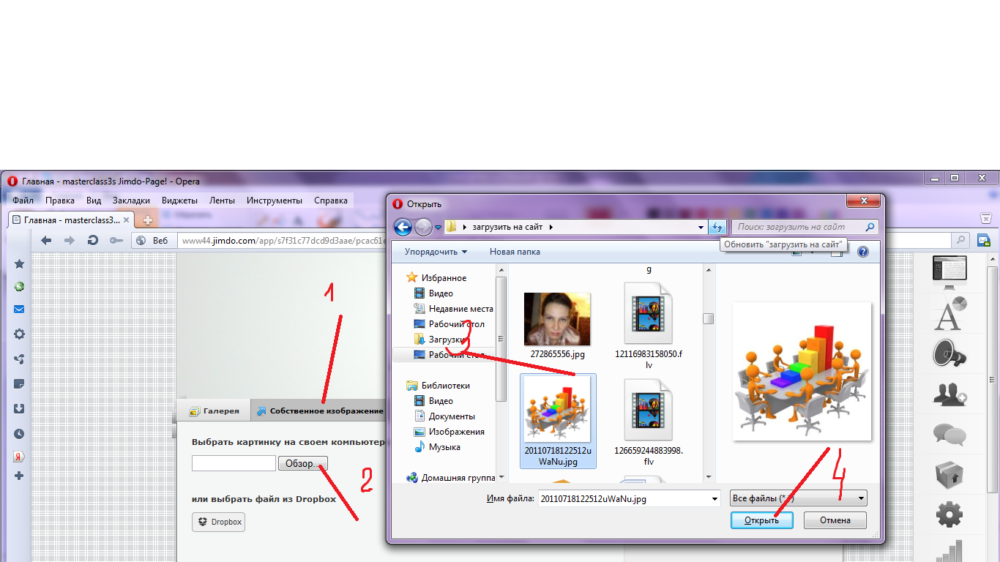 Главная - masterclass3s Jimdo-Page! - Opera
Файл Правка Вид Закладки Виджеты Ленты Инструменты Справка
Главная - masterclass3...
Веб www44.jimdo.com/app/s7f31c77dcd9d3aae/pcac61e
1
Галерея Собственное изображение
Выбрать картинку на своем компьютере
Обзор...
2
или выбрать файл из Dropbox
Dropbox
Открыть
загрузить на сайт
Поиск: загрузить на сайт
Обновить "загрузить на сайт"
Упорядочить Новая папка
Избранное
Видео
Недавние места
Рабочий стол
Загрузки
Рабочий стол
3
Библиотеки
Видео
Документы
Изображения
Музыка
Домашняя группа
g
272865556.jpg
12116983158050.f
lv
20110718122512u
WaNu.jpg
126659244883998.
flv
4
Имя файла: 20110718122512uWaNu.jpg
Все файлы (*.*)
Открыть Отмена